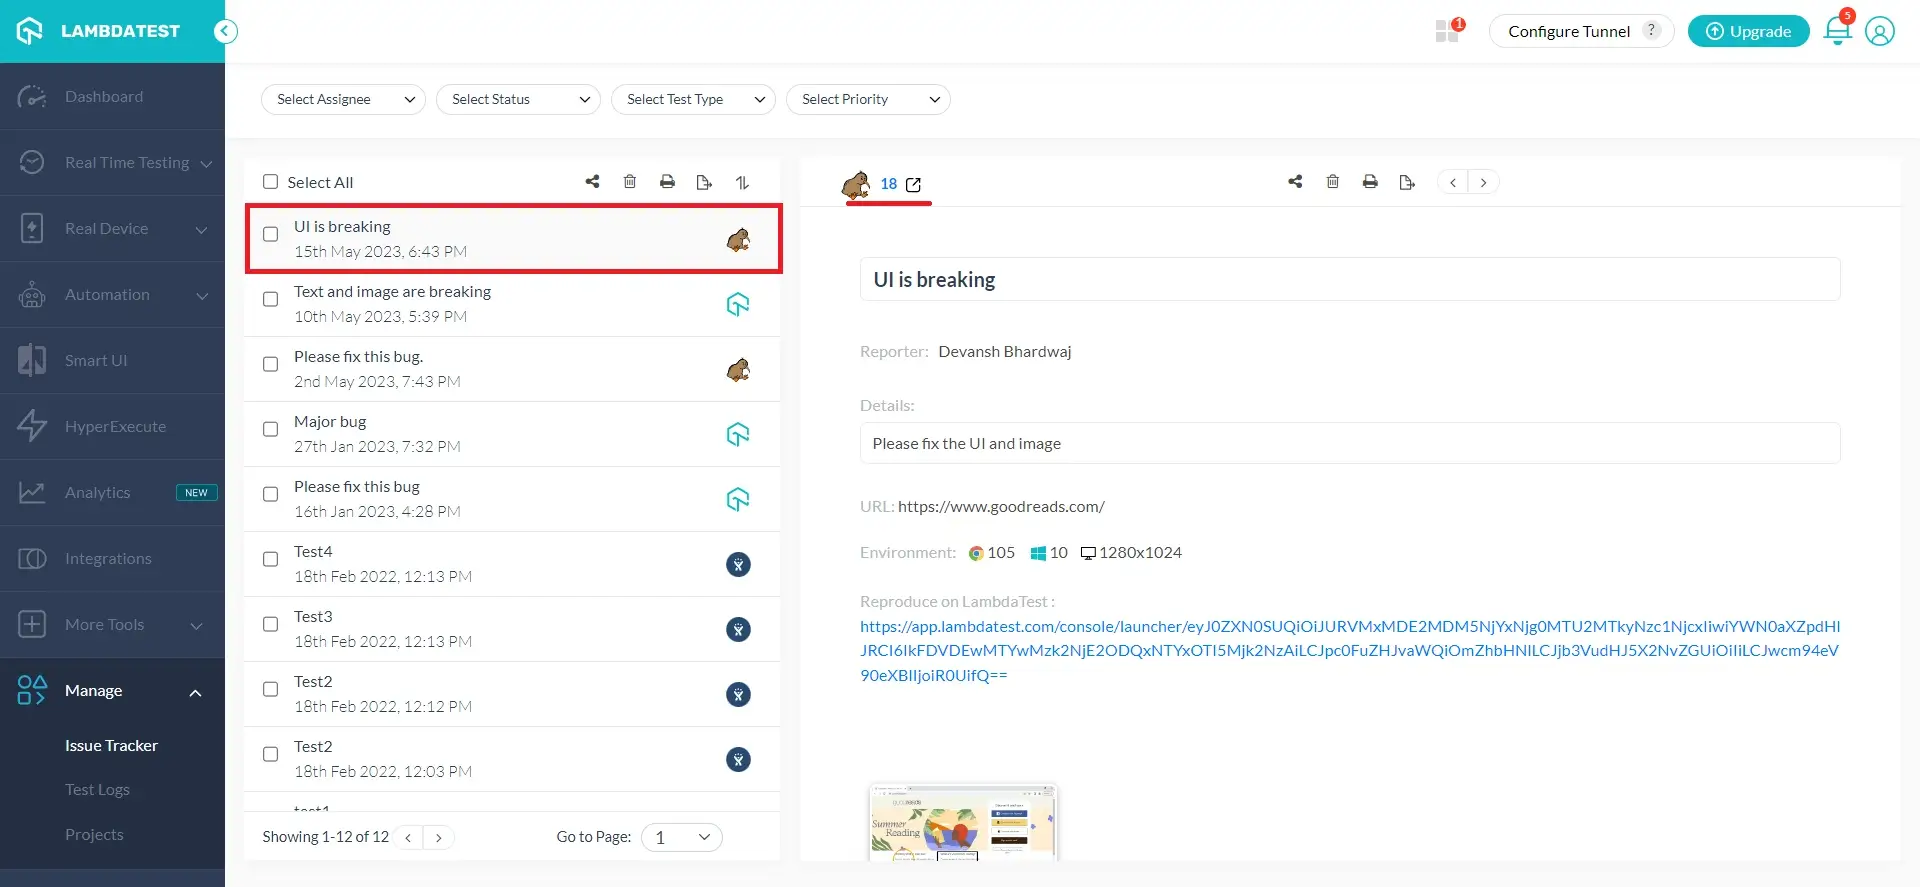 LAMBDATEST
1
Configure Tunnel ?
Upgrade
5
Dashboard
Real Time Testing
Real Device
Automation
Smart UI
HyperExecute
Analytics NEW
Integrations
More Tools
Manage
Issue Tracker
Test Logs
Projects
Select Assignee
Select Status
Select Test Type
Select Priority
Select All
UI is breaking
15th May 2023, 6:43 PM
Text and image are breaking
10th May 2023, 5:39 PM
Please fix this bug.
2nd May 2023, 7:43 PM
Major bug
27th Jan 2023, 7:32 PM
Please fix this bug
16th Jan 2023, 4:28 PM
Test4
18th Feb 2022, 12:13 PM
Test3
18th Feb 2022, 12:13 PM
Test2
18th Feb 2022, 12:12 PM
Test2
18th Feb 2022, 12:03 PM
test1
Showing 1-12 of 12
Go to Page: 1
18
UI is breaking
Reporter: Devansh Bhardwaj
Details:
Please fix the UI and image
URL: https://www.goodreads.com/
Environment: 105 10 1280x1024
Reproduce on LambdaTest :
https://app.lambdatest.com/console/launcher/eyJ0ZXN0SUQiOiJURVMxMDE2MDM5NjYxNjg0MTU2MTkyNzc1NjcxIiwiYWN0aXZpdHl
JRCI6IkFDVDEwMTYwMzk2NjE2ODQxNTYxOTI5Mjk2NzAiLCJpc0FuZHJvaWQiOmZhbHNlLCJjb3VudHJ5X2NvZGUiOiIiLCJwcm94eV
90eXBlIjoiR0UifQ==
Summer
Reading